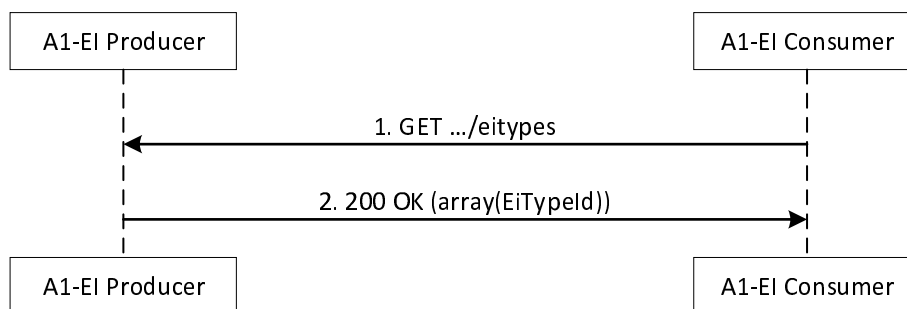 A1-EI Producer
A1-EI Consumer
1. GET .../eitypes
2. 200 OK (array(EiTypeId))
A1-EI Producer
A1-EI Consumer